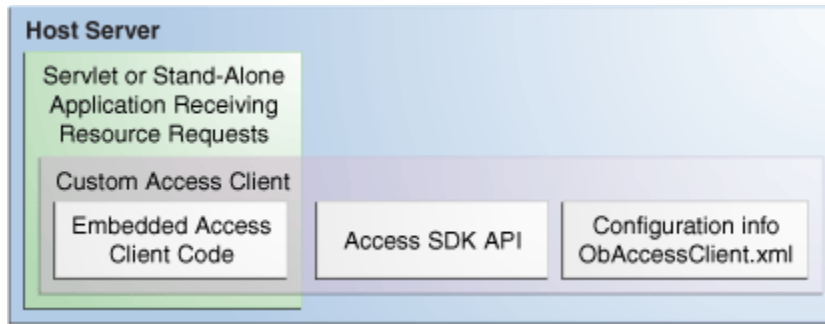 Host Server
Servlet or Stand-Alone
Application Receiving
Resource Requests
Custom Access Client
Embedded Access
Client Code
Access SDK API
Configuration info
ObAccessClient.xml